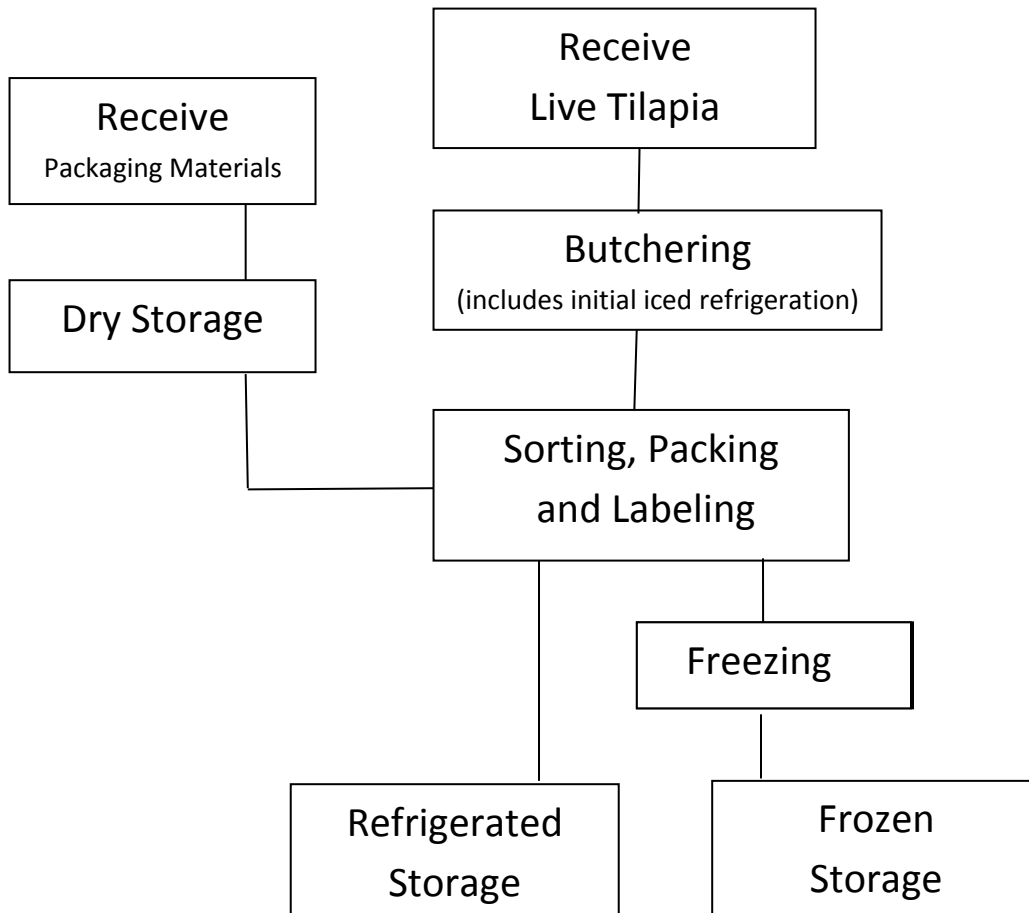 Receive
Live Tilapia
Receive
Packaging Materials
Butchering
(includes initial iced refrigeration)
Dry Storage
Sorting, Packing
and Labeling
Freezing
Refrigerated
Storage
Frozen
Storage